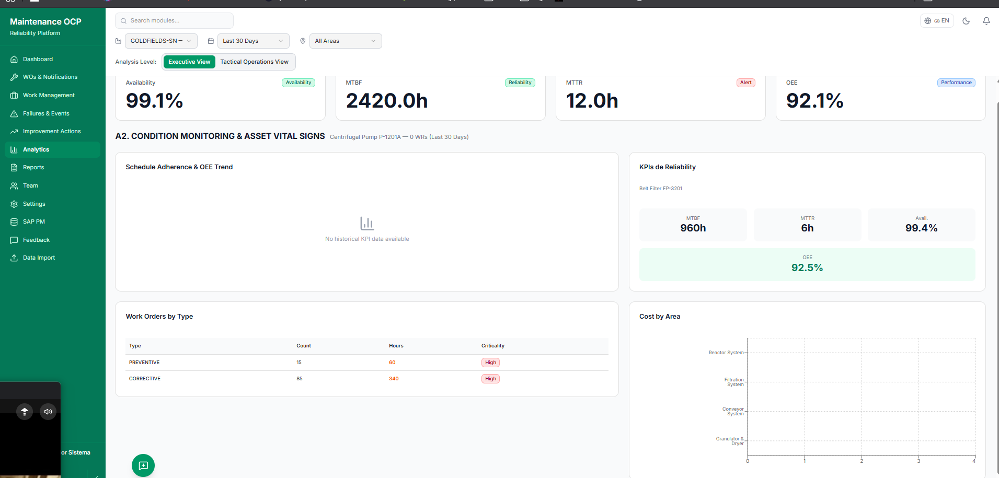 Maintenance OCP
Reliability Platform
Search modules...
GB EN
GOLDFIELDS-SN —
Last 30 Days
All Areas
Analysis Level:
Executive View
Tactical Operations View
Dashboard
WOs & Notifications
Work Management
Failures & Events
Improvement Actions
Analytics
Reports
Team
Settings
SAP PM
Feedback
Data Import
lor Sistema
Availability
Availability
99.1%
MTBF
Reliability
2420.0h
MTTR
Alert
12.0h
OEE
Performance
92.1%
A2. CONDITION MONITORING & ASSET VITAL SIGNS
Centrifugal Pump P-1201A — 0 WRs (Last 30 Days)
Schedule Adherence & OEE Trend
No historical KPI data available
KPIs de Reliability
Belt Filter FP-3201
MTBF
960h
MTTR
6h
Avail.
99.4%
OEE
92.5%
Work Orders by Type
Type Count Hours Criticality
PREVENTIVE 15 60 High
CORRECTIVE 85 340 High
Cost by Area
Reactor System
Filtration
System
Conveyor
System
Granulator &
Dryer
0 1 2 3 4